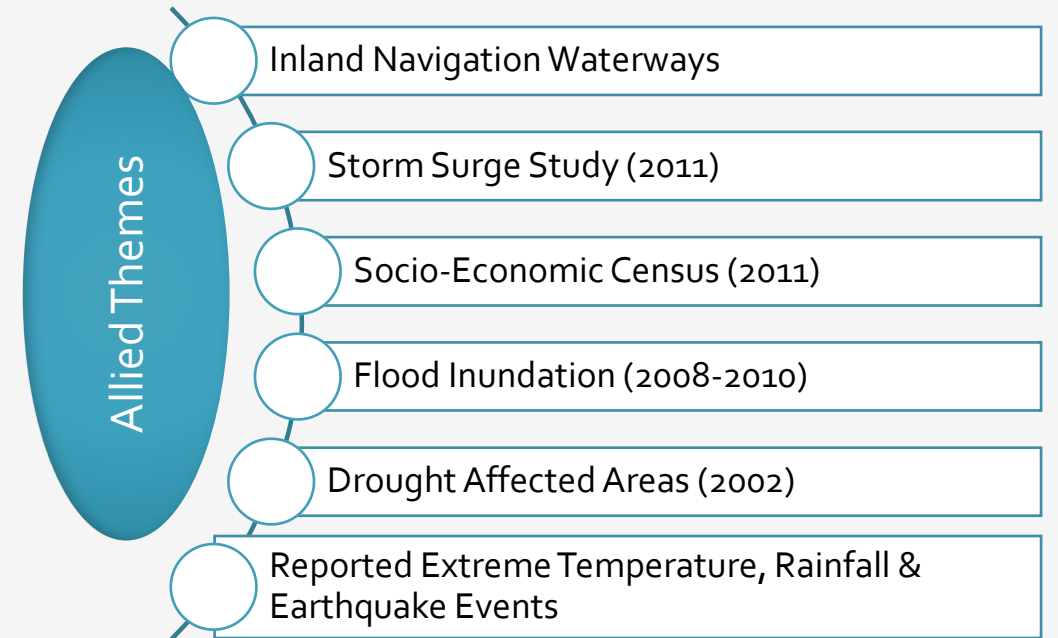 Allied Themes
Inland Navigation Waterways
Storm Surge Study (2011)
Socio-Economic Census (2011)
Flood Inundation (2008-2010)
Drought Affected Areas (2002)
Reported Extreme Temperature, Rainfall &
Earthquake Events